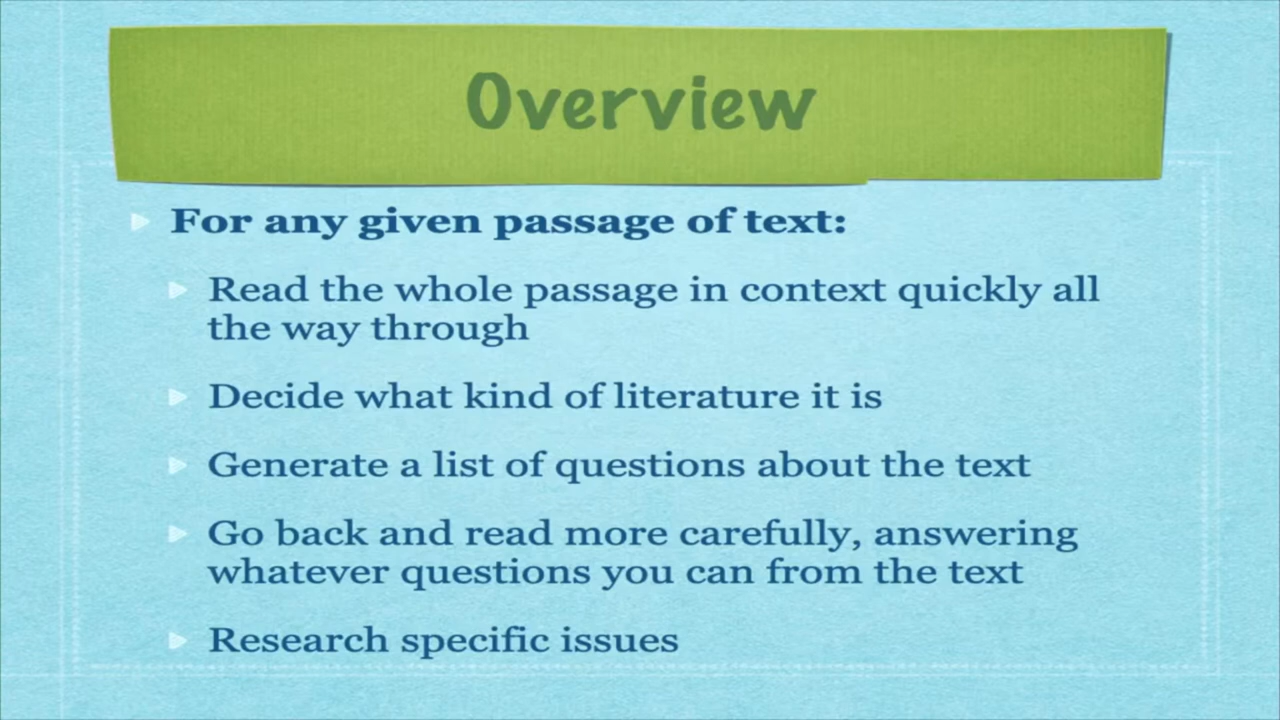 Overview
For any given passage of text:
Read the whole passage in context quickly all
the way through
Decide what kind of literature it is
Generate a list of questions about the text
Go back and read more carefully, answering
whatever questions you can from the text
Research specific issues